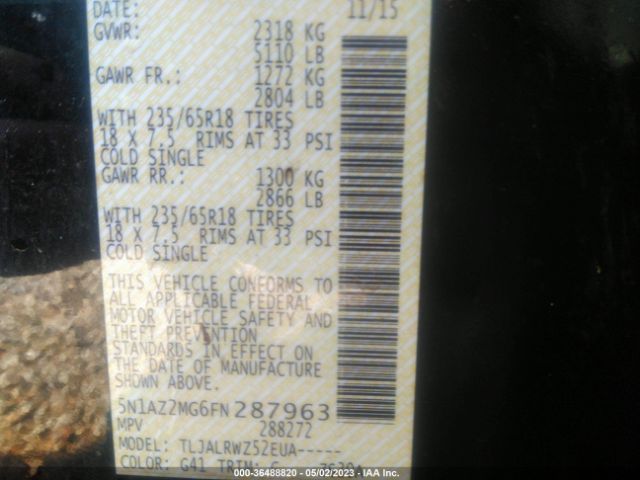 DATE: 11/15
GVWR: 2318 KG
5110 LB
GAWR FR.: 1272 KG
2804 LB
WITH 235/65R18 TIRES
18 X 7.5 RIMS AT 33 PSI
COLD SINGLE
GAWR RR.: 1300 KG
2866 LB
WITH 235/65R18 TIRES
18 X 7.5 RIMS AT 33 PSI
COLD SINGLE
THIS VEHICLE CONFORMS TO
ALL APPLICABLE FEDERAL
MOTOR VEHICLE SAFETY AND
THEFT PREVENTION
STANDARDS IN EFFECT ON
THE DATE OF MANUFACTURE
SHOWN ABOVE.
5N1AZ2MG6FN287963
MPV 288272
MODEL: TLJALRWZ52EUA-----
COLOR: G41 TRIM: G
000-36488820 - 05/02/2023 - COPYRIGHT IAA, LLC.